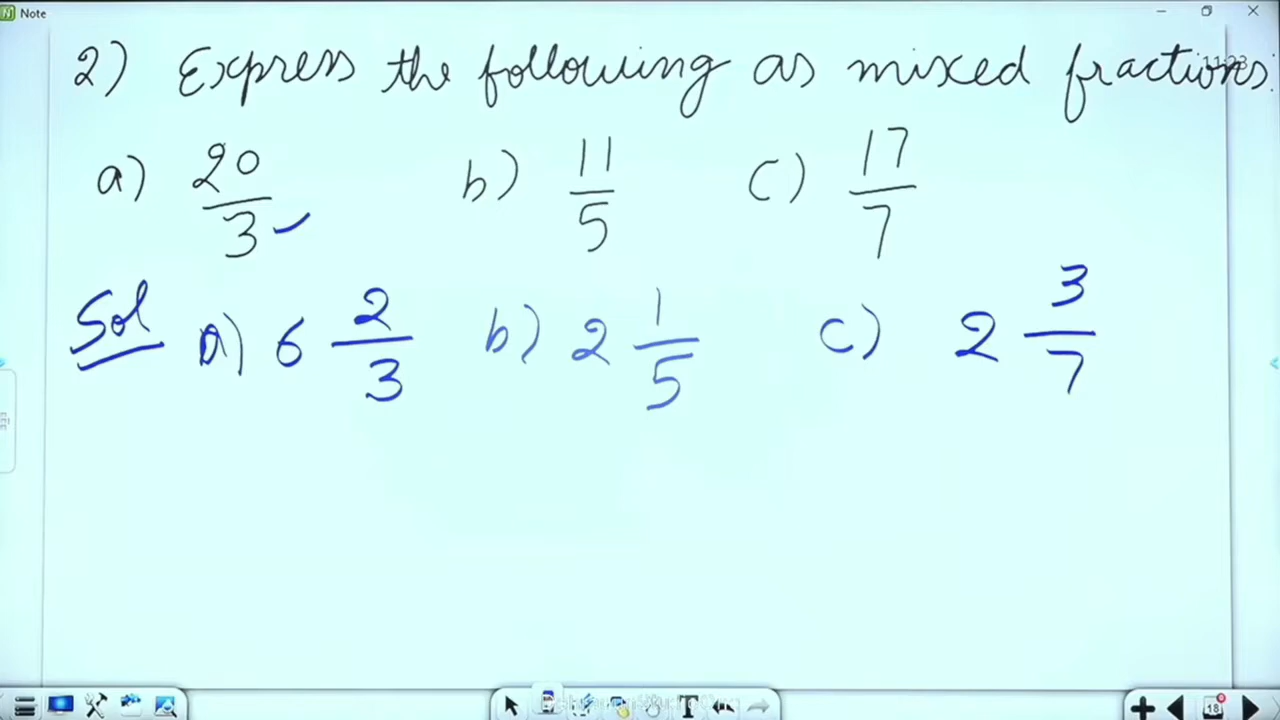 Note
2) Express the following as mixed fractions.
a) 20/3 b) 11/5 c) 17/7
Sol a) 6 2/3 b) 2 1/5 c) 2 3/7
18